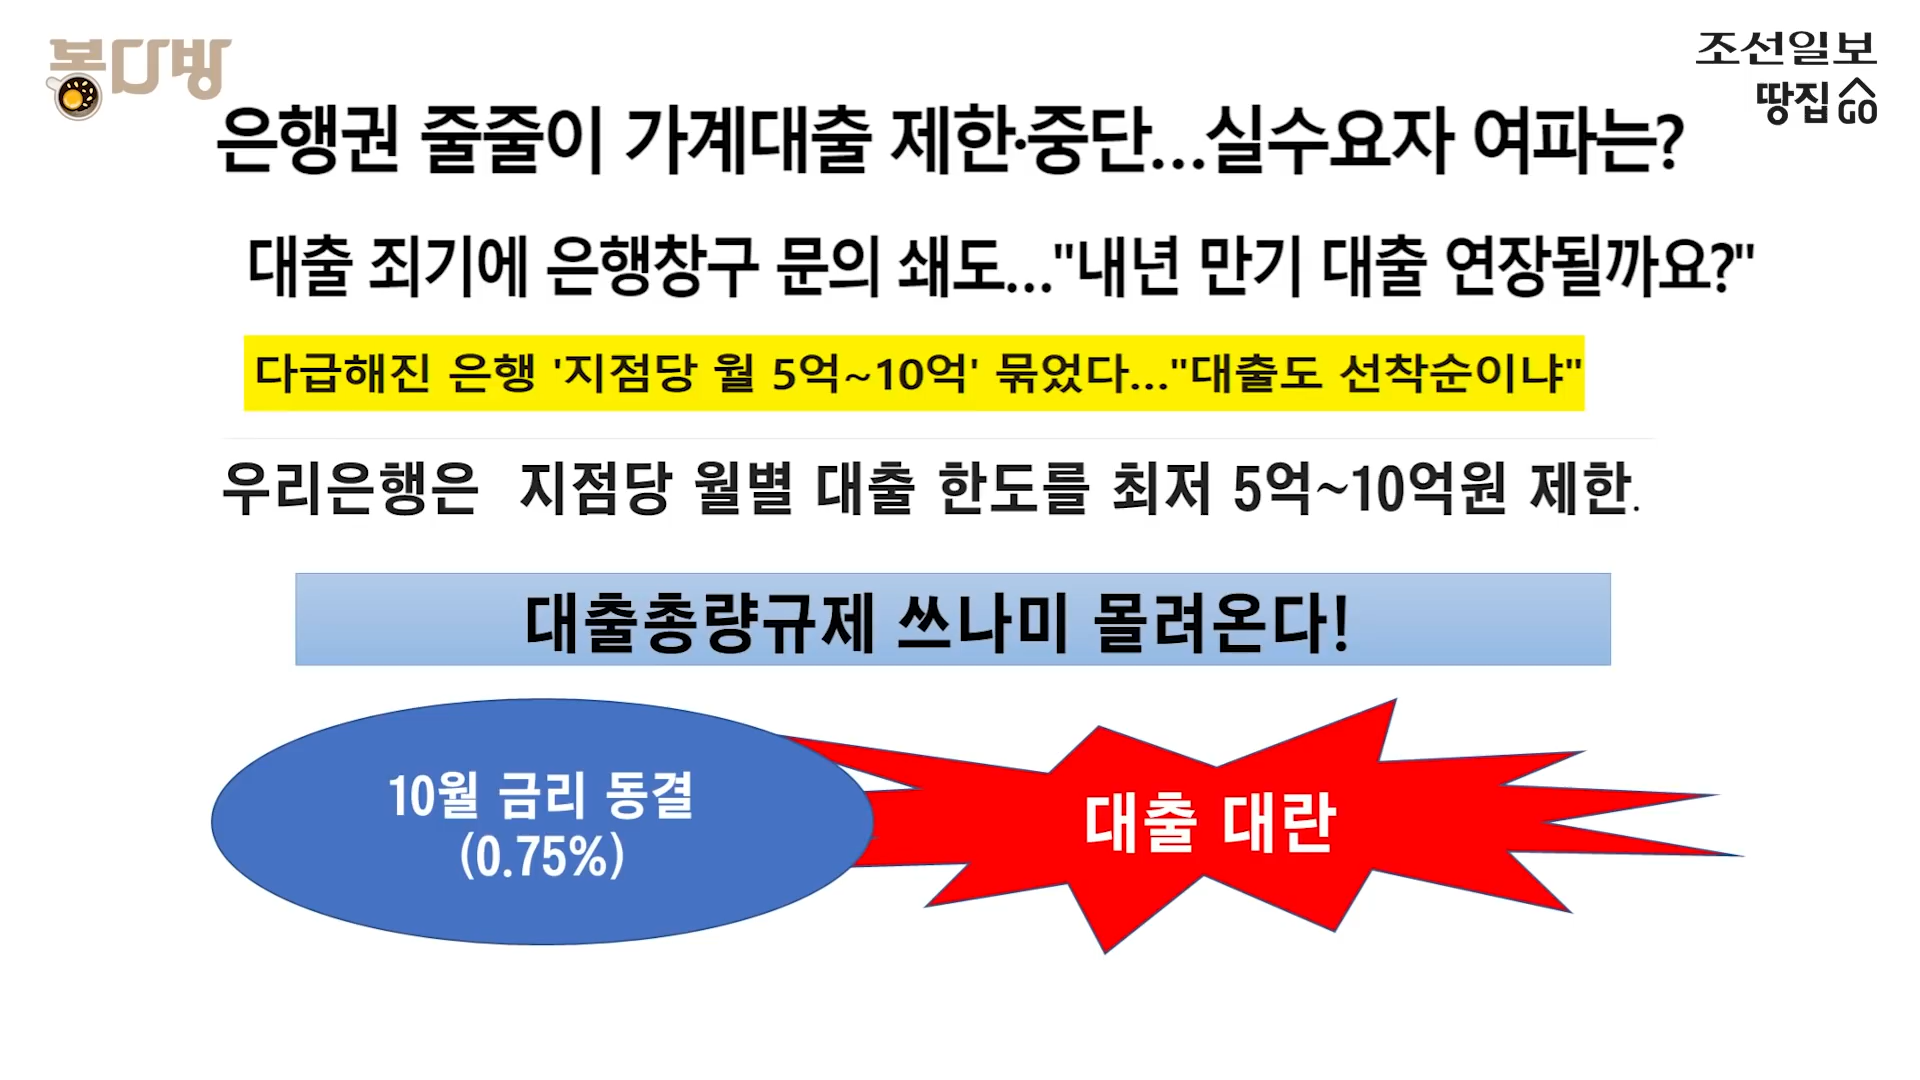 봉다방
조선일보
땅집GO
은행권 줄줄이 가계대출 제한·중단...실수요자 여파는?
대출 죄기에 은행창구 문의 쇄도..."내년 만기 대출 연장될까요?"
다급해진 은행 '지점당 월 5억~10억' 묶었다..."대출도 선착순이냐"
우리은행은 지점당 월별 대출 한도를 최저 5억~10억원 제한.
대출총량규제 쓰나미 몰려온다!
10월 금리 동결
(0.75%)
대출 대란